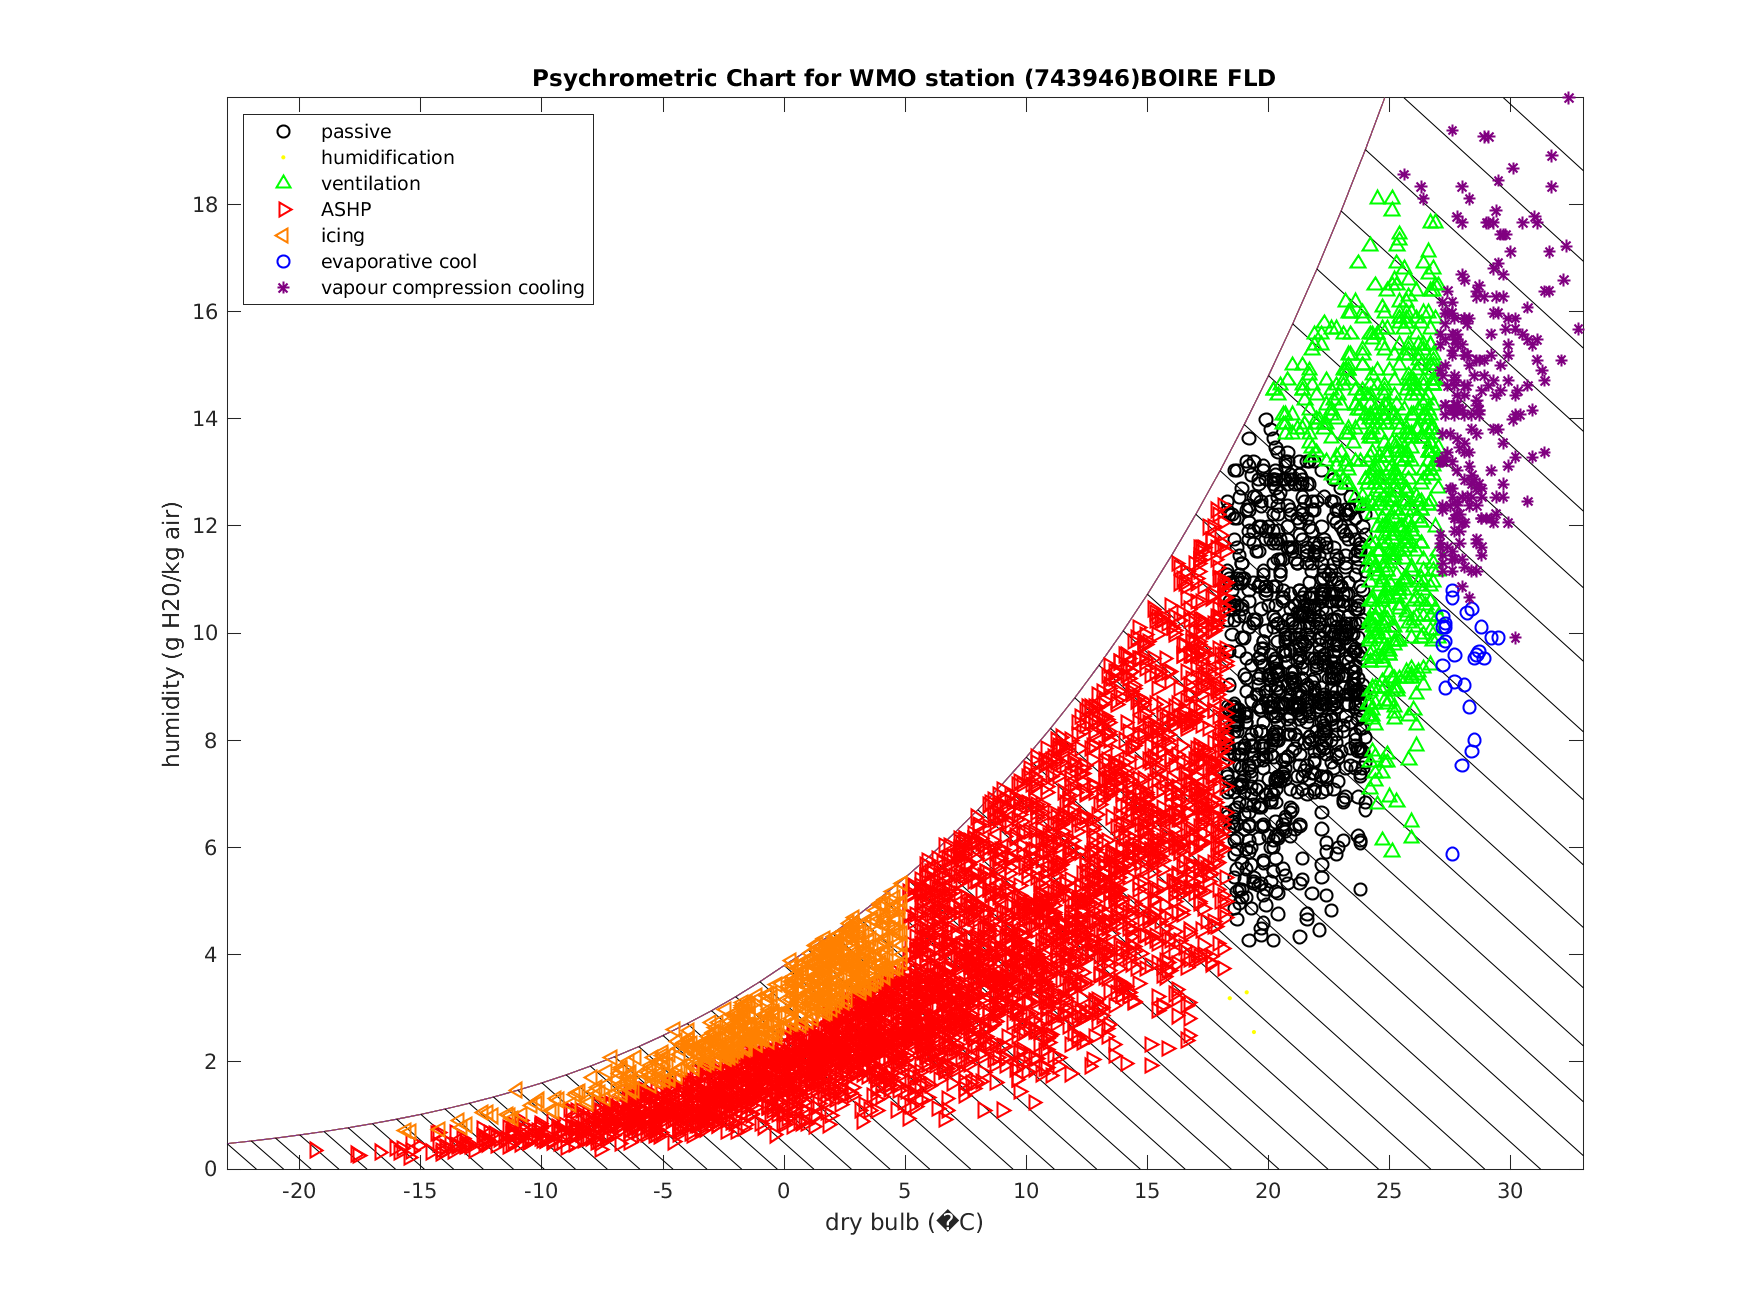 Psychrometric Chart for WMO station (743946)BOIRE FLD
passive
humidification
ventilation
ASHP
icing
evaporative cool
vapour compression cooling
18
16
14
12
10
8
6
4
2
0
humidity (g H20/kg air)
-20 -15 -10 -5 0 5 10 15 20 25 30
dry bulb (�C)